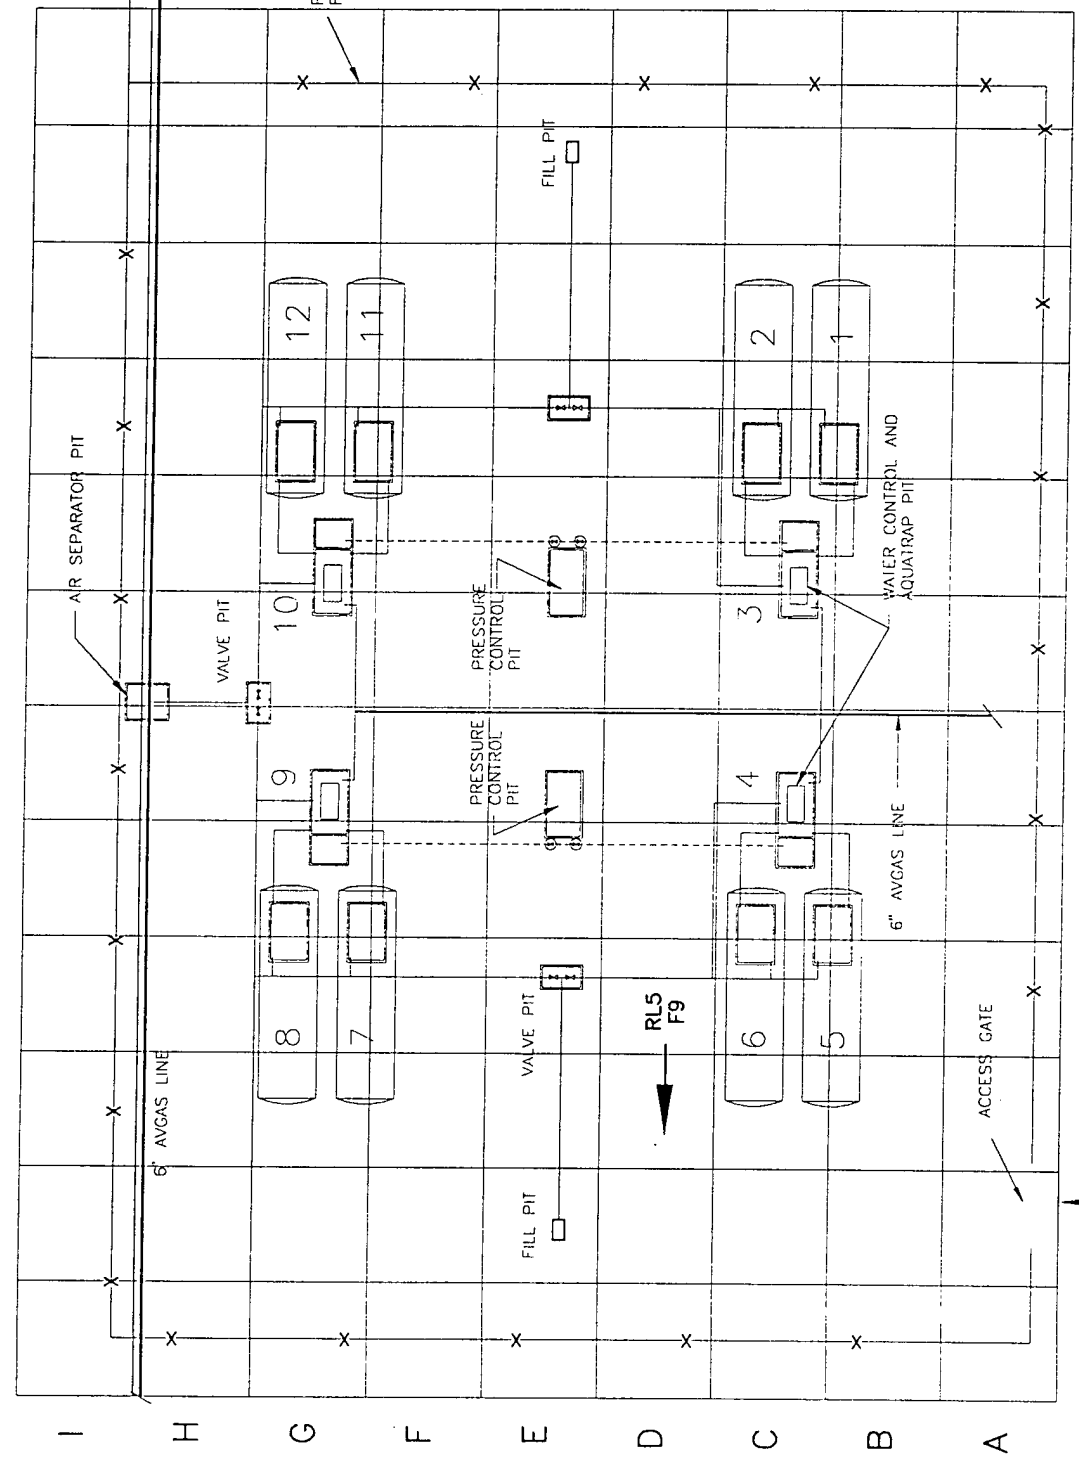 AIR SEPARATOR PIT
VALVE PIT
6" AVGAS LINE
FILL PIT
12
11
10
9
8
7
PRESSURE
CONTROL
PIT
PRESSURE
CONTROL
PIT
VALVE PIT
FILL PIT
RL5
F9
2
1
3
4
6
5
WATER CONTROL AND
AQUATRAP PIT
6" AVGAS LINE
ACCESS GATE
I
H
G
F
E
D
C
B
A